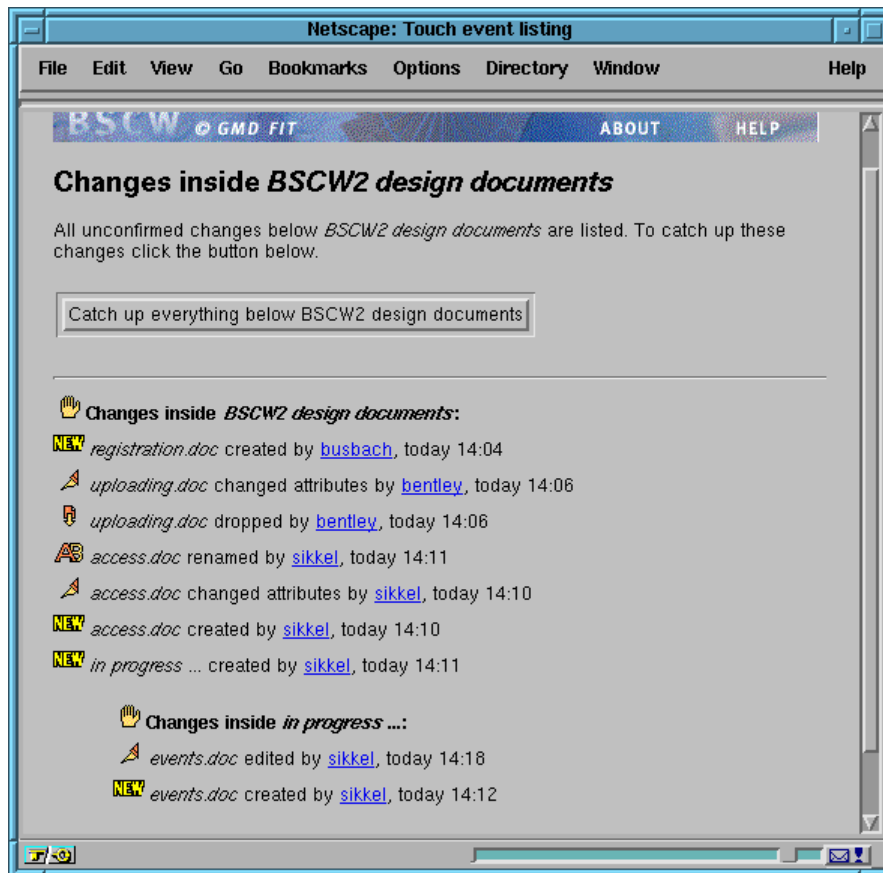 Netscape: Touch event listing
File Edit View Go Bookmarks Options Directory Window Help
BSCW © GMD FIT ABOUT HELP
Changes inside BSCW2 design documents
All unconfirmed changes below BSCW2 design documents are listed. To catch up these
changes click the button below.
Catch up everything below BSCW2 design documents
Changes inside BSCW2 design documents:
NEW registration.doc created by busbach, today 14:04
uploading.doc changed attributes by bentley, today 14:06
uploading.doc dropped by bentley, today 14:06
AB access.doc renamed by sikkel, today 14:11
access.doc changed attributes by sikkel, today 14:10
NEW access.doc created by sikkel, today 14:10
NEW in progress ... created by sikkel, today 14:11
Changes inside in progress ...:
events.doc edited by sikkel, today 14:18
NEW events.doc created by sikkel, today 14:12